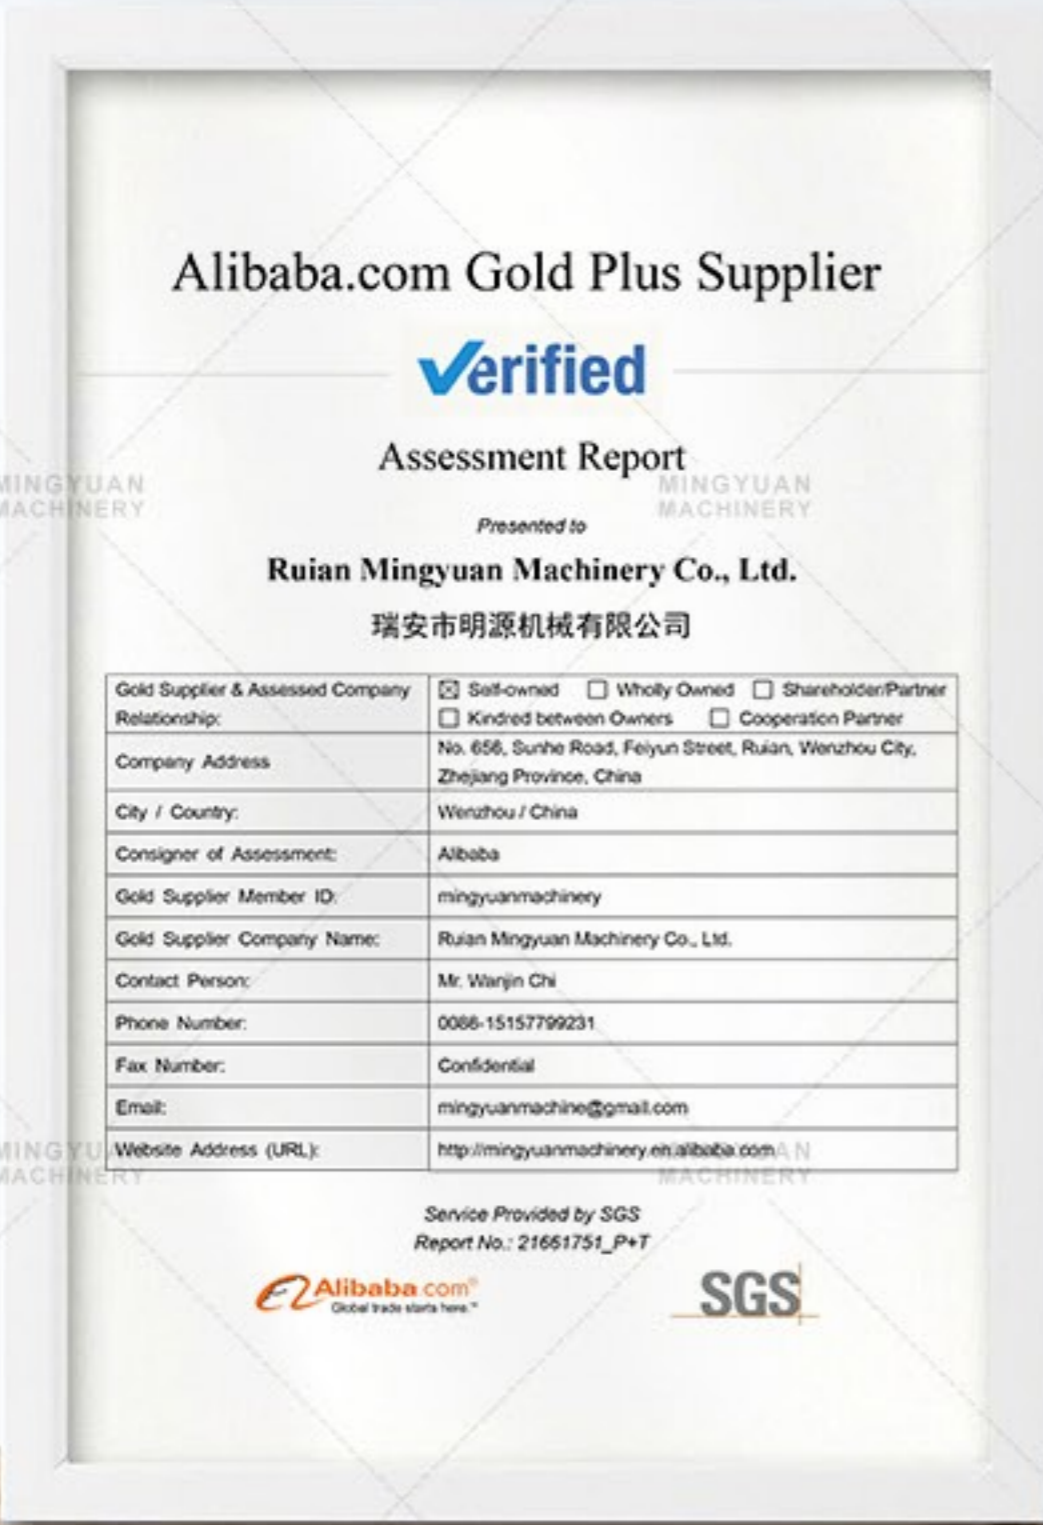 Alibaba.com Gold Plus Supplier
Verified
Assessment Report
MINGYUAN
MACHINERY
MINGYUAN
MACHINERY
Presented to
Ruian Mingyuan Machinery Co., Ltd.
瑞安市明源机械有限公司
Gold Supplier & Assessed Company Relationship:
☒ Self-owned ☐ Wholly Owned ☐ Shareholder/Partner
☐ Kindred between Owners ☐ Cooperation Partner
Company Address
No. 656, Sunhe Road, Feiyun Street, Ruian, Wenzhou City,
Zhejiang Province, China
City / Country: Wenzhou / China
Consigner of Assessment: Alibaba
Gold Supplier Member ID: mingyuanmachinery
Gold Supplier Company Name: Ruian Mingyuan Machinery Co., Ltd.
Contact Person: Mr. Wanjin Chi
Phone Number: 0086-15157799231
Fax Number: Confidential
Email: mingyuanmachine@gmail.com
Website Address (URL): http://mingyuanmachinery.en.alibaba.com
MINGYUAN
MACHINERY
MINGYUAN
MACHINERY
Service Provided by SGS
Report No.: 21661751_P+T
Alibaba.com®
Global trade starts here.™
SGS